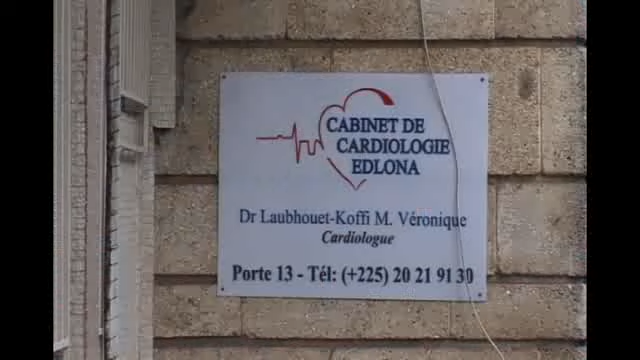 CABINET DE
CARDIOLOGIE
EDLONA
Dr Laubhouet-Koffi M. Véronique
Cardiologue
Porte 13 - Tél: (+225) 20 21 91 30